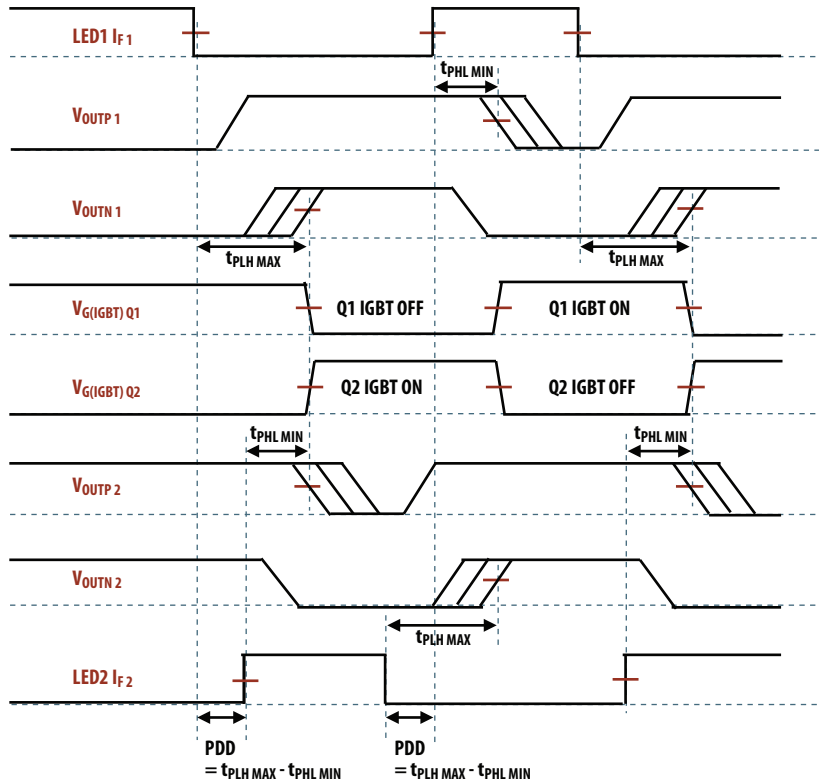 LED1 IF 1
tPHL MIN
VOUTP 1
VOUTN 1
tPLH MAX
tPLH MAX
VG(IGBT) Q1
Q1 IGBT OFF
Q1 IGBT ON
VG(IGBT) Q2
Q2 IGBT ON
Q2 IGBT OFF
tPHL MIN
tPHL MIN
VOUTP 2
VOUTN 2
tPLH MAX
LED2 IF 2
PDD
= tPLH MAX - tPHL MIN
PDD
= tPLH MAX - tPHL MIN